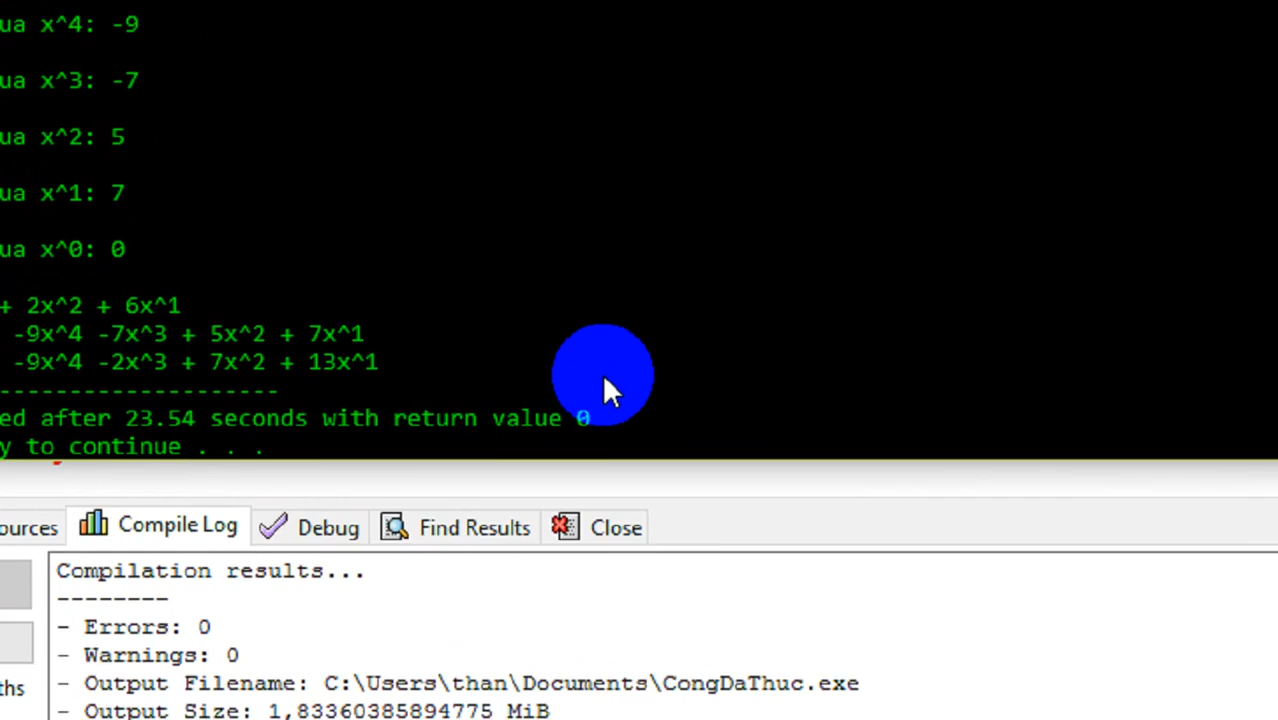 ua x^4: -9
ua x^3: -7
ua x^2: 5
ua x^1: 7
ua x^0: 0
+ 2x^2 + 6x^1
-9x^4 -7x^3 + 5x^2 + 7x^1
-9x^4 -2x^3 + 7x^2 + 13x^1
--------------------
ed after 23.54 seconds with return value 0
y to continue . . .
ources Compile Log Debug Find Results Close
Compilation results...
--------
- Errors: 0
- Warnings: 0
ths
- Output Filename: C:\Users\than\Documents\CongDaThuc.exe
- Output Size: 1,83360385894775 MiB